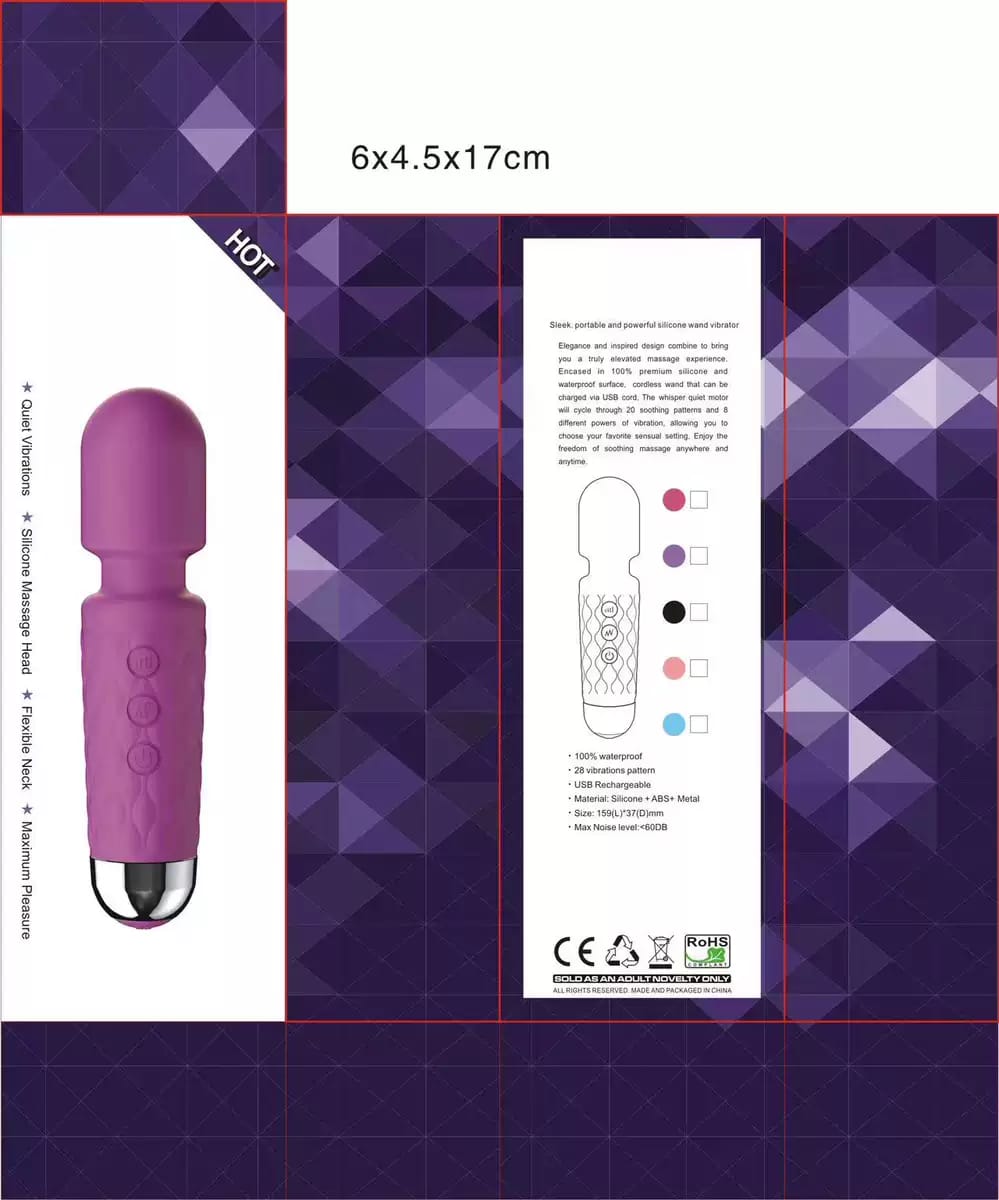 6x4.5x17cm
HOT
★ Quiet Vibrations ★ Silicone Massage Head ★ Flexible Neck ★ Maximum Pleasure
Sleek, portable and powerful silicone wand vibrator
Elegance and inspired design combine to bring
you a truly elevated massage experience.
Encased in 100% premium silicone and
waterproof surface, cordless wand that can be
charged via USB cord. The whisper quiet motor
will cycle through 20 soothing patterns and 8
different powers of vibration, allowing you to
choose your favorite sensual setting, Enjoy the
freedom of soothing massage anywhere and
anytime.
· 100% waterproof
· 28 vibrations pattern
· USB Rechargeable
· Material: Silicone + ABS+ Metal
· Size: 159(L)*37(D)mm
· Max Noise level:<60DB
CE
RoHS
COMPLIANT
SOLD AS AN ADULT NOVELTY ONLY
ALL RIGHTS RESERVED. MADE AND PACKAGED IN CHINA